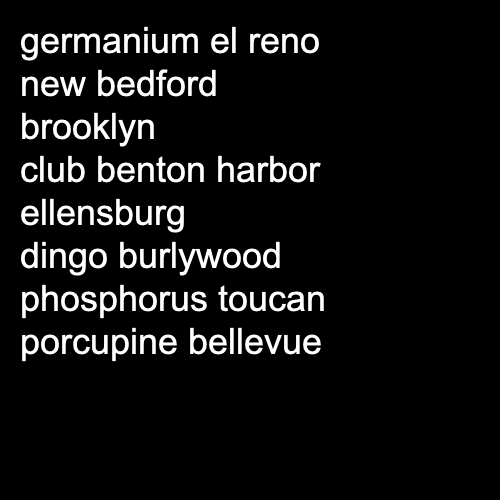 germanium el reno
new bedford
brooklyn
club benton harbor
ellensburg
dingo burlywood
phosphorus toucan
porcupine bellevue